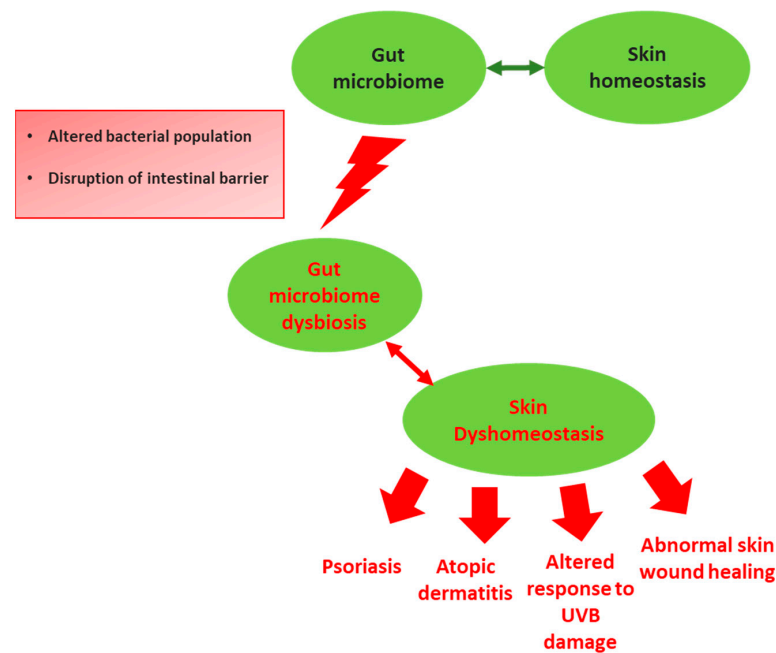 Gut
microbiome
Skin
homeostasis
• Altered bacterial population
• Disruption of intestinal barrier
Gut
microbiome
dysbiosis
Skin
Dyshomeostasis
Psoriasis
Atopic
dermatitis
Altered
response to
UVB
damage
Abnormal skin
wound healing